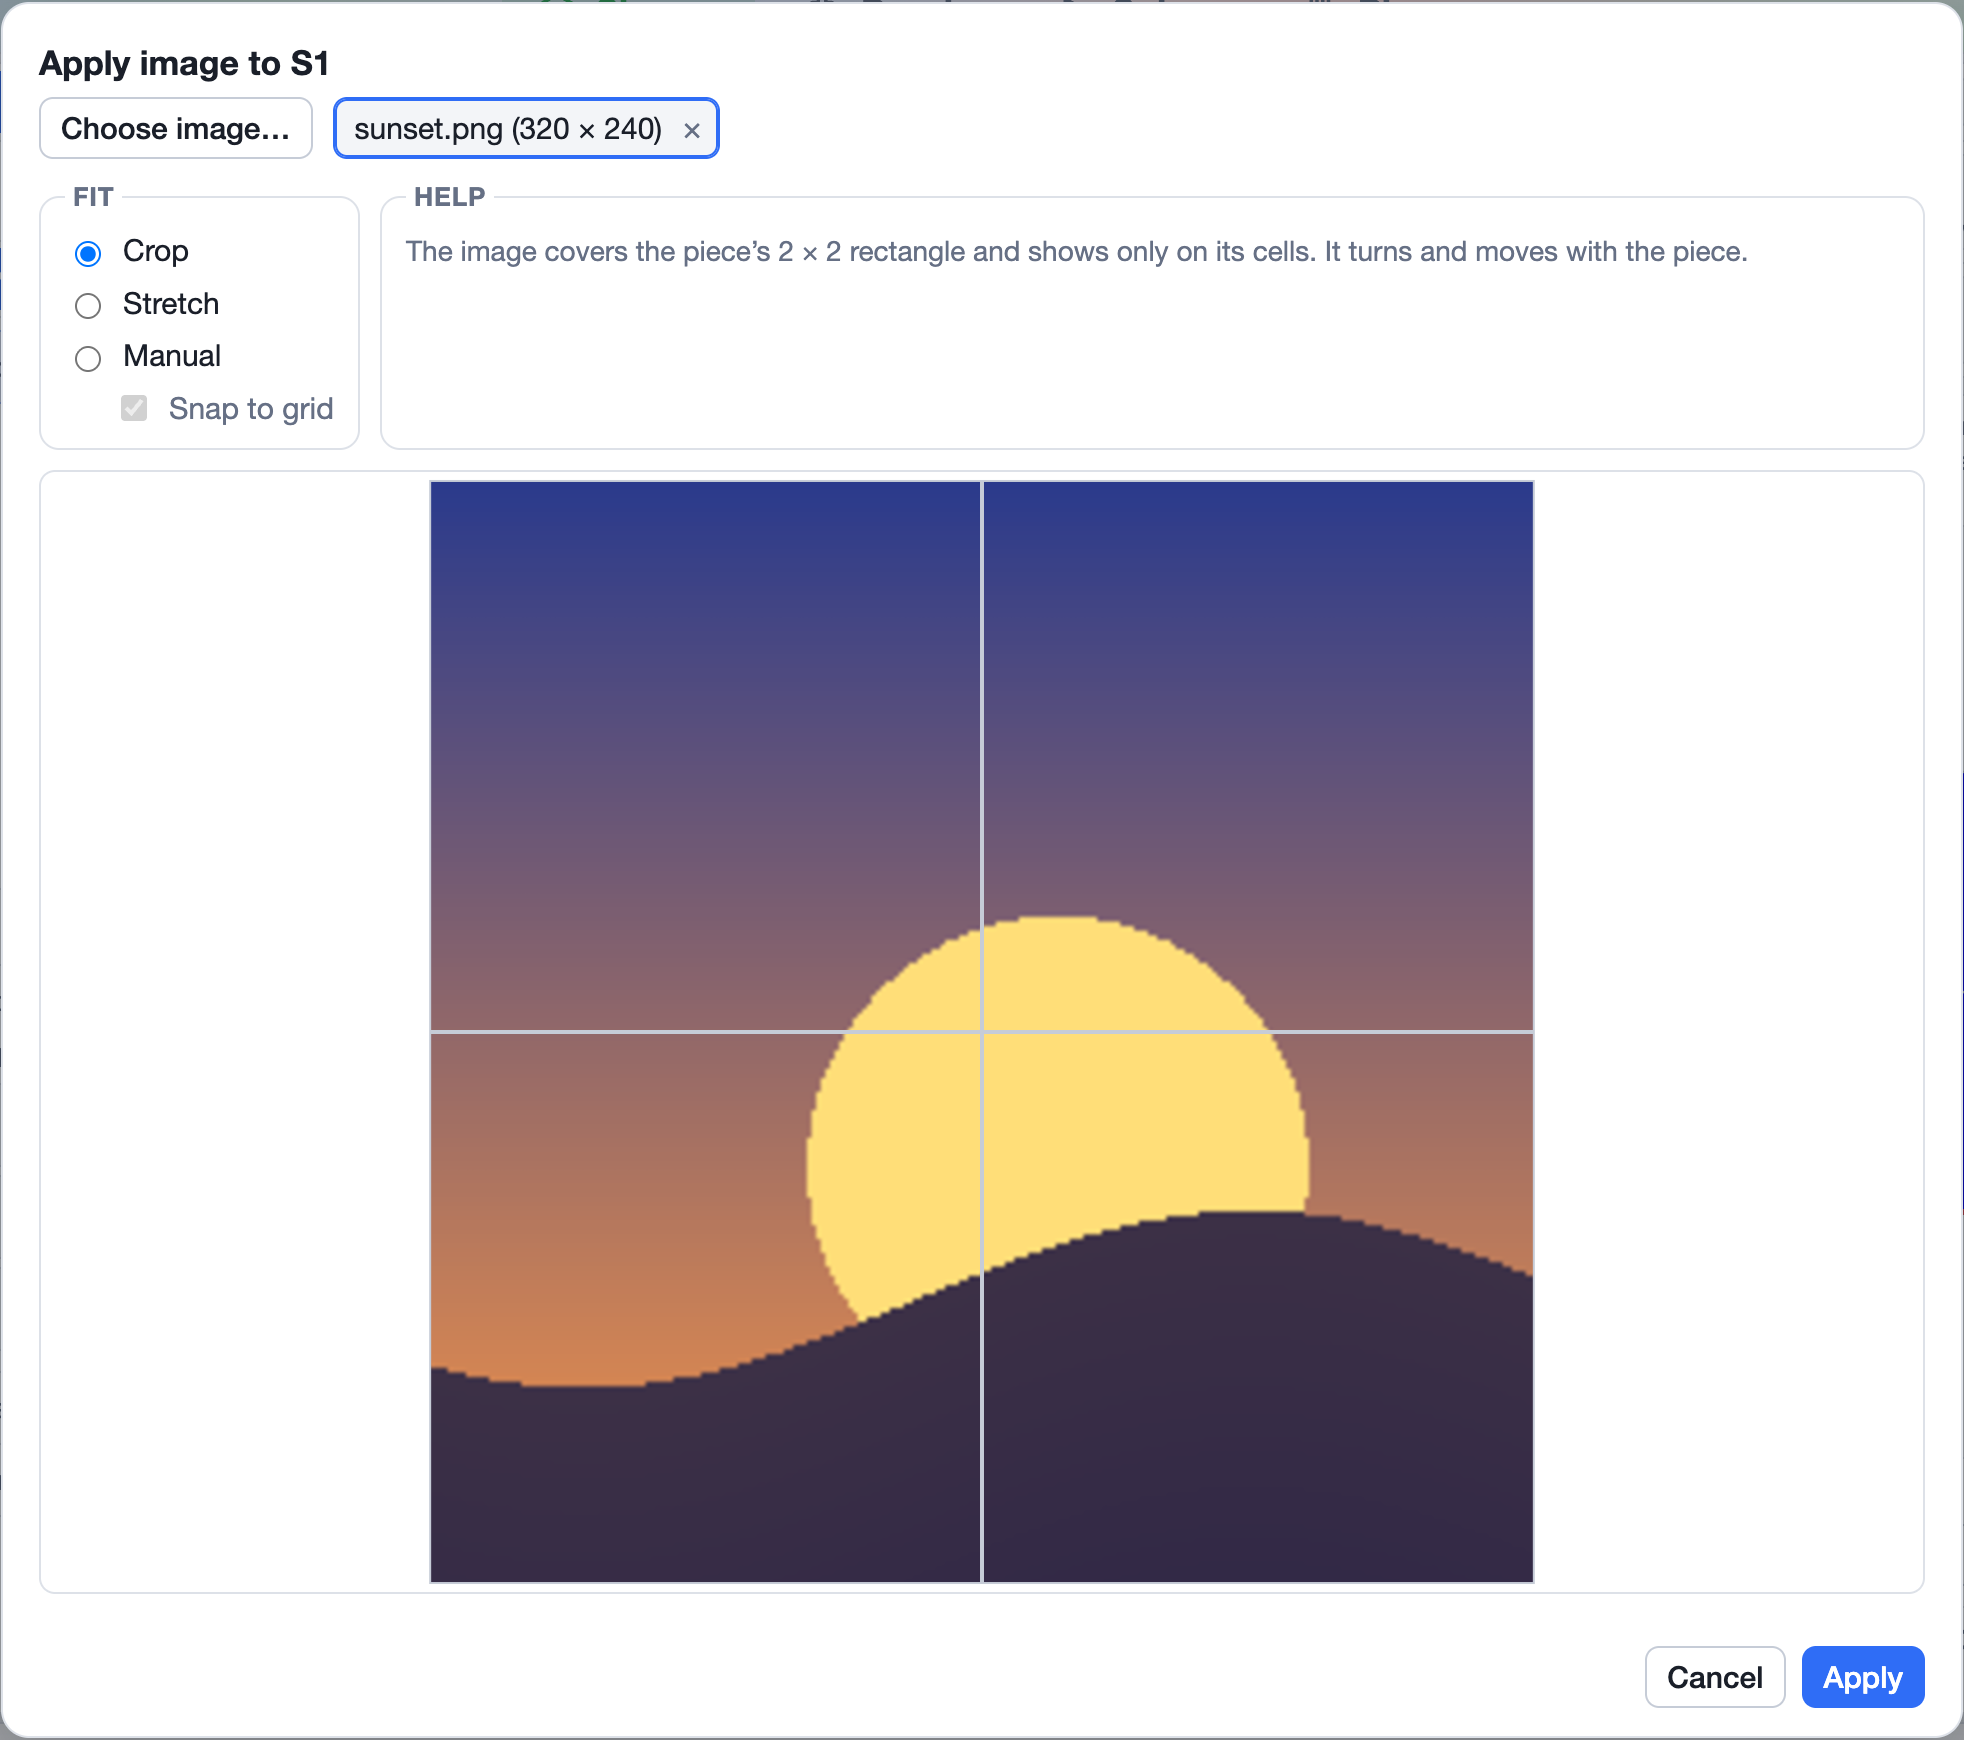 Apply image to S1
Choose image...
sunset.png (320 × 240) ×
FIT
Crop
Stretch
Manual
Snap to grid
HELP
The image covers the piece’s 2 × 2 rectangle and shows only on its cells. It turns and moves with the piece.
Cancel
Apply